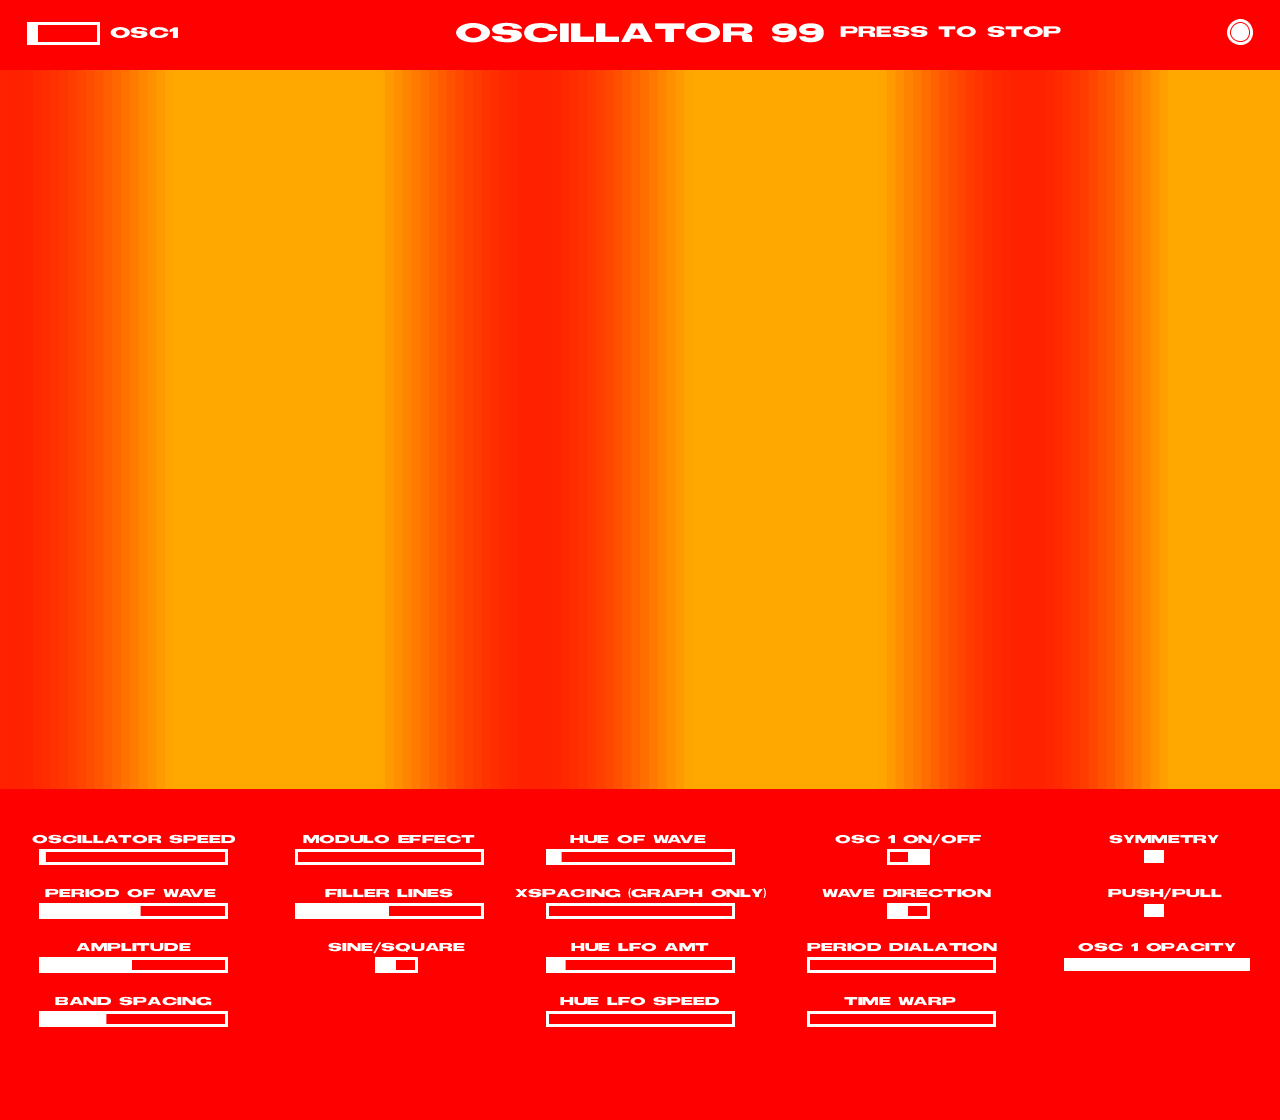 OSC1
OSCILLATOR 99 PRESS TO STOP
OSCILLATOR SPEED
MODULO EFFECT
HUE OF WAVE
OSC 1 ON/OFF
SYMMETRY
PERIOD OF WAVE
FILLER LINES
XSPACING (GRAPH ONLY)
WAVE DIRECTION
PUSH/PULL
AMPLITUDE
SINE/SQUARE
HUE LFO AMT
PERIOD DIALATION
OSC 1 OPACITY
BAND SPACING
HUE LFO SPEED
TIME WARP